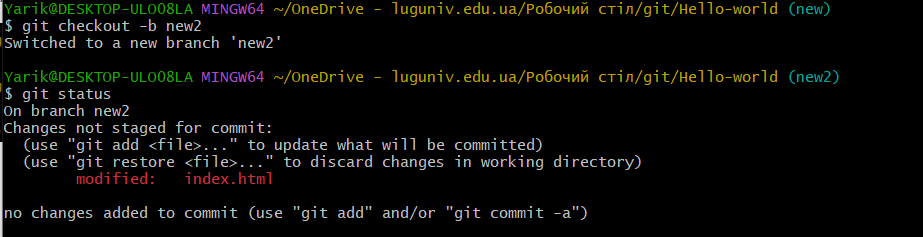 Yarik@DESKTOP-ULOO8LA MINGW64 ~/OneDrive - luguniv.edu.ua/Робочий стіл/git/Hello-world (new)
$ git checkout -b new2
Switched to a new branch 'new2'

Yarik@DESKTOP-ULOO8LA MINGW64 ~/OneDrive - luguniv.edu.ua/Робочий стіл/git/Hello-world (new2)
$ git status
On branch new2
Changes not staged for commit:
  (use "git add <file>..." to update what will be committed)
  (use "git restore <file>..." to discard changes in working directory)
        modified:   index.html

no changes added to commit (use "git add" and/or "git commit -a")